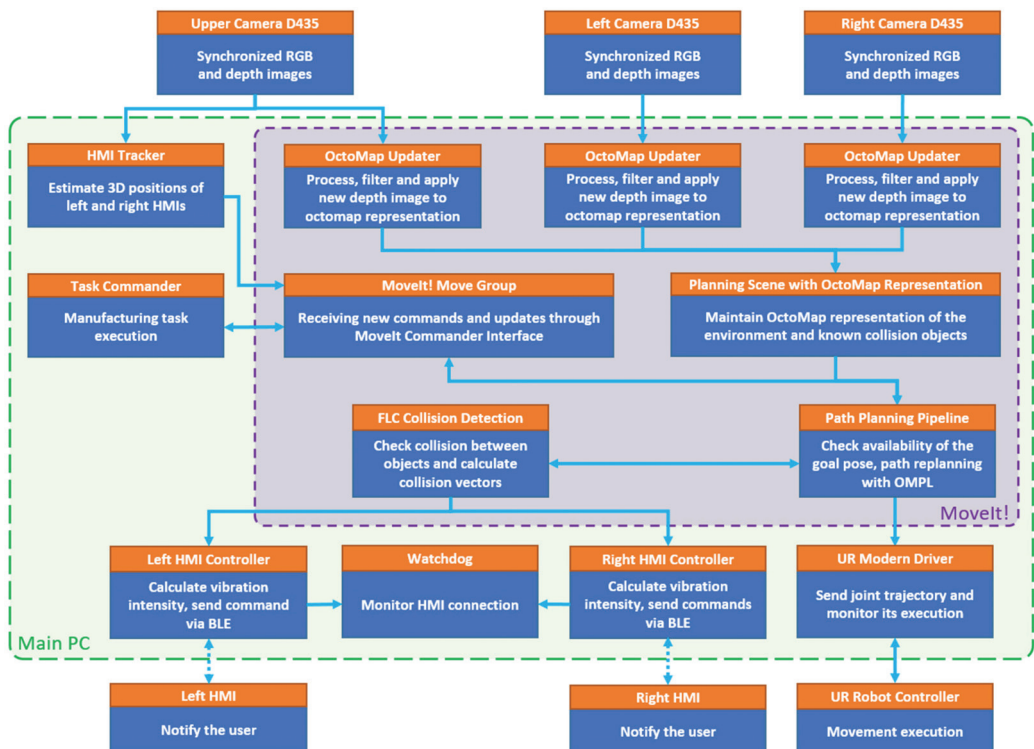 Upper Camera D435
Synchronized RGB
and depth images
Left Camera D435
Synchronized RGB
and depth images
Right Camera D435
Synchronized RGB
and depth images
HMI Tracker
Estimate 3D positions of
left and right HMIs
OctoMap Updater
Process, filter and apply
new depth image to
octomap representation
OctoMap Updater
Process, filter and apply
new depth image to
octomap representation
OctoMap Updater
Process, filter and apply
new depth image to
octomap representation
Task Commander
Manufacturing task
execution
MoveIt! Move Group
Receiving new commands and updates through
MoveIt Commander Interface
Planning Scene with OctoMap Representation
Maintain OctoMap representation of the
environment and known collision objects
FLC Collision Detection
Check collision between
objects and calculate
collision vectors
Path Planning Pipeline
Check availability of the
goal pose, path replanning
with OMPL
MoveIt!
Left HMI Controller
Calculate vibration
intensity, send command
via BLE
Watchdog
Monitor HMI connection
Right HMI Controller
Calculate vibration
intensity, send commands
via BLE
UR Modern Driver
Send joint trajectory and
monitor its execution
Main PC
Left HMI
Notify the user
Right HMI
Notify the user
UR Robot Controller
Movement execution